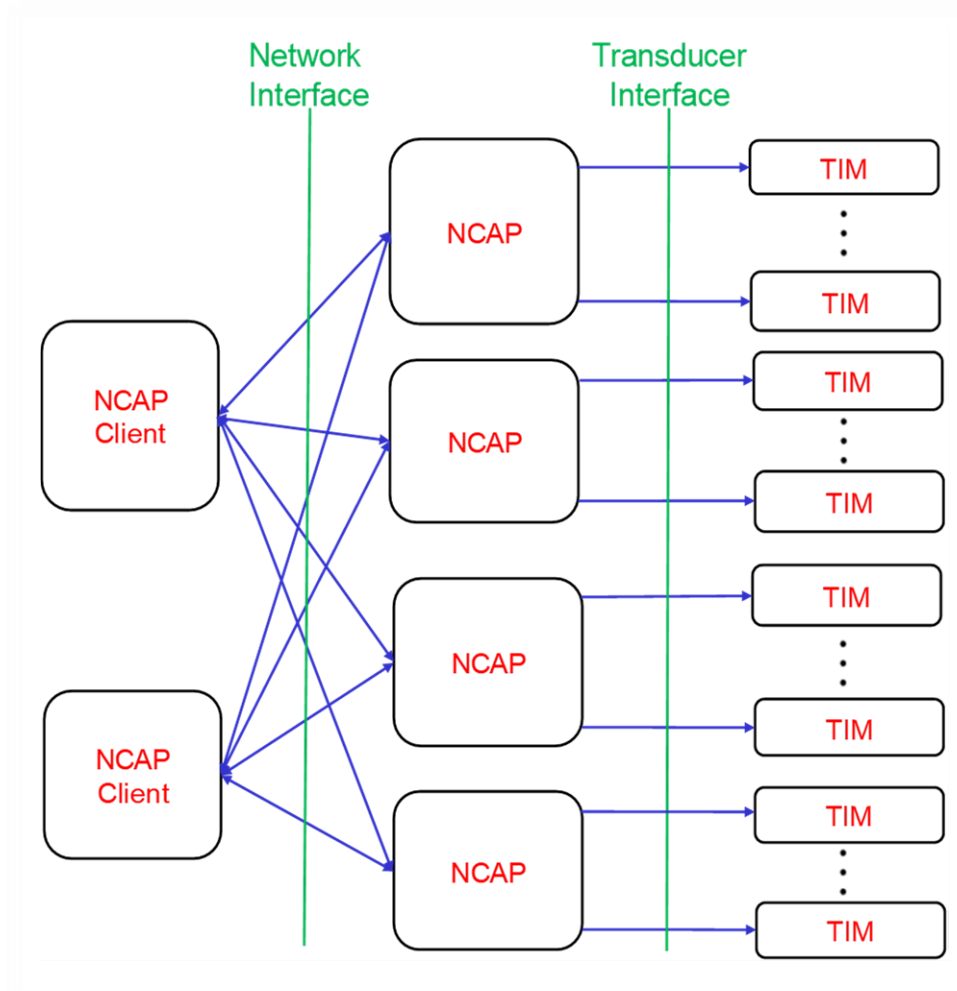 Network
Interface
Transducer
Interface
NCAP
Client
NCAP
Client
NCAP
NCAP
NCAP
NCAP
TIM
TIM
TIM
TIM
TIM
TIM
TIM
TIM